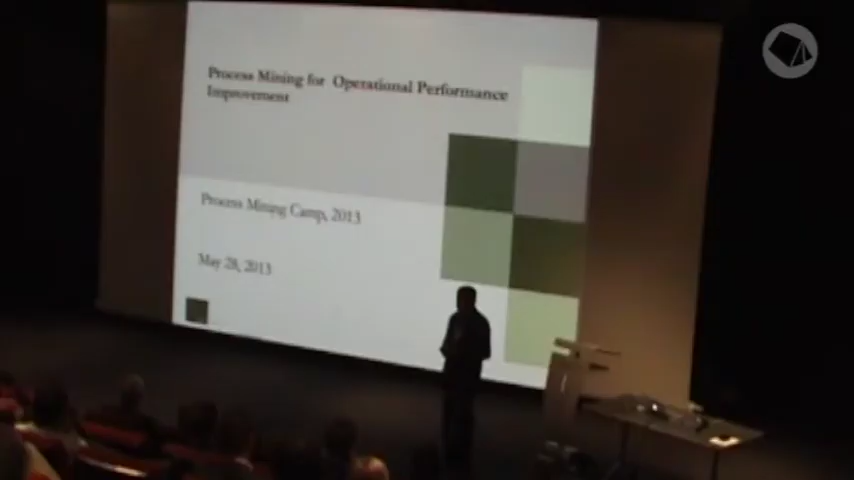 Process Mining for Operational Performance
Improvement
Process Mining Camp, 2013
May 28, 2013